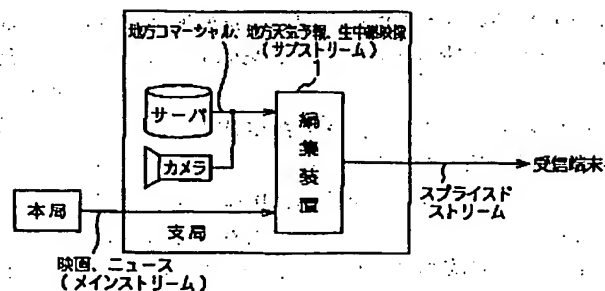 地方コマーシャル、地方天気予報、生中継映像
(サブストリーム)
1
サーバ
カメラ
編集装置
受信端末
スプライスド
ストリーム
本局
支局
映画、ニュース
(メインストリーム)